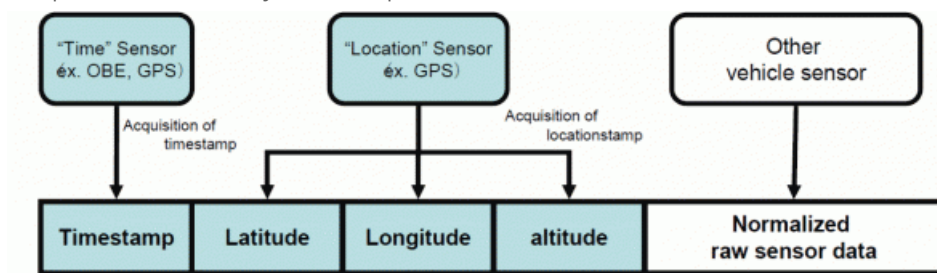 "Time" Sensor
éx. OBE, GPS)
"Location" Sensor
éx. GPS)
Other
vehicle sensor
Acquisition of
timestamp
Acquisition of
locationstamp
Timestamp
Latitude
Longitude
altitude
Normalized
raw sensor data